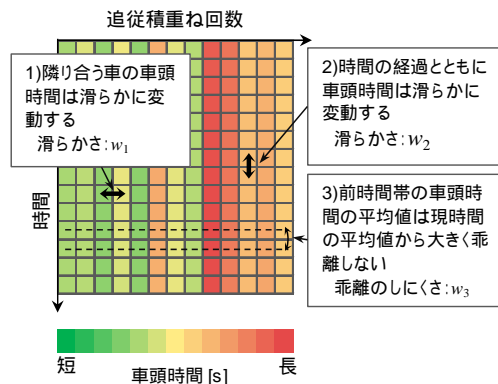 追従積重ね回数
1)隣り合う車の車頭
時間は滑らかに変
動する
滑らかさ:w₁
2)時間の経過とともに
車頭時間は滑らかに
変動する
滑らかさ:w₂
時間
3)前時間帯の車頭時
間の平均値は現時間
の平均値から大きく乖
離しない
乖離のしにくさ:w₃
短
長
車頭時間 [s]